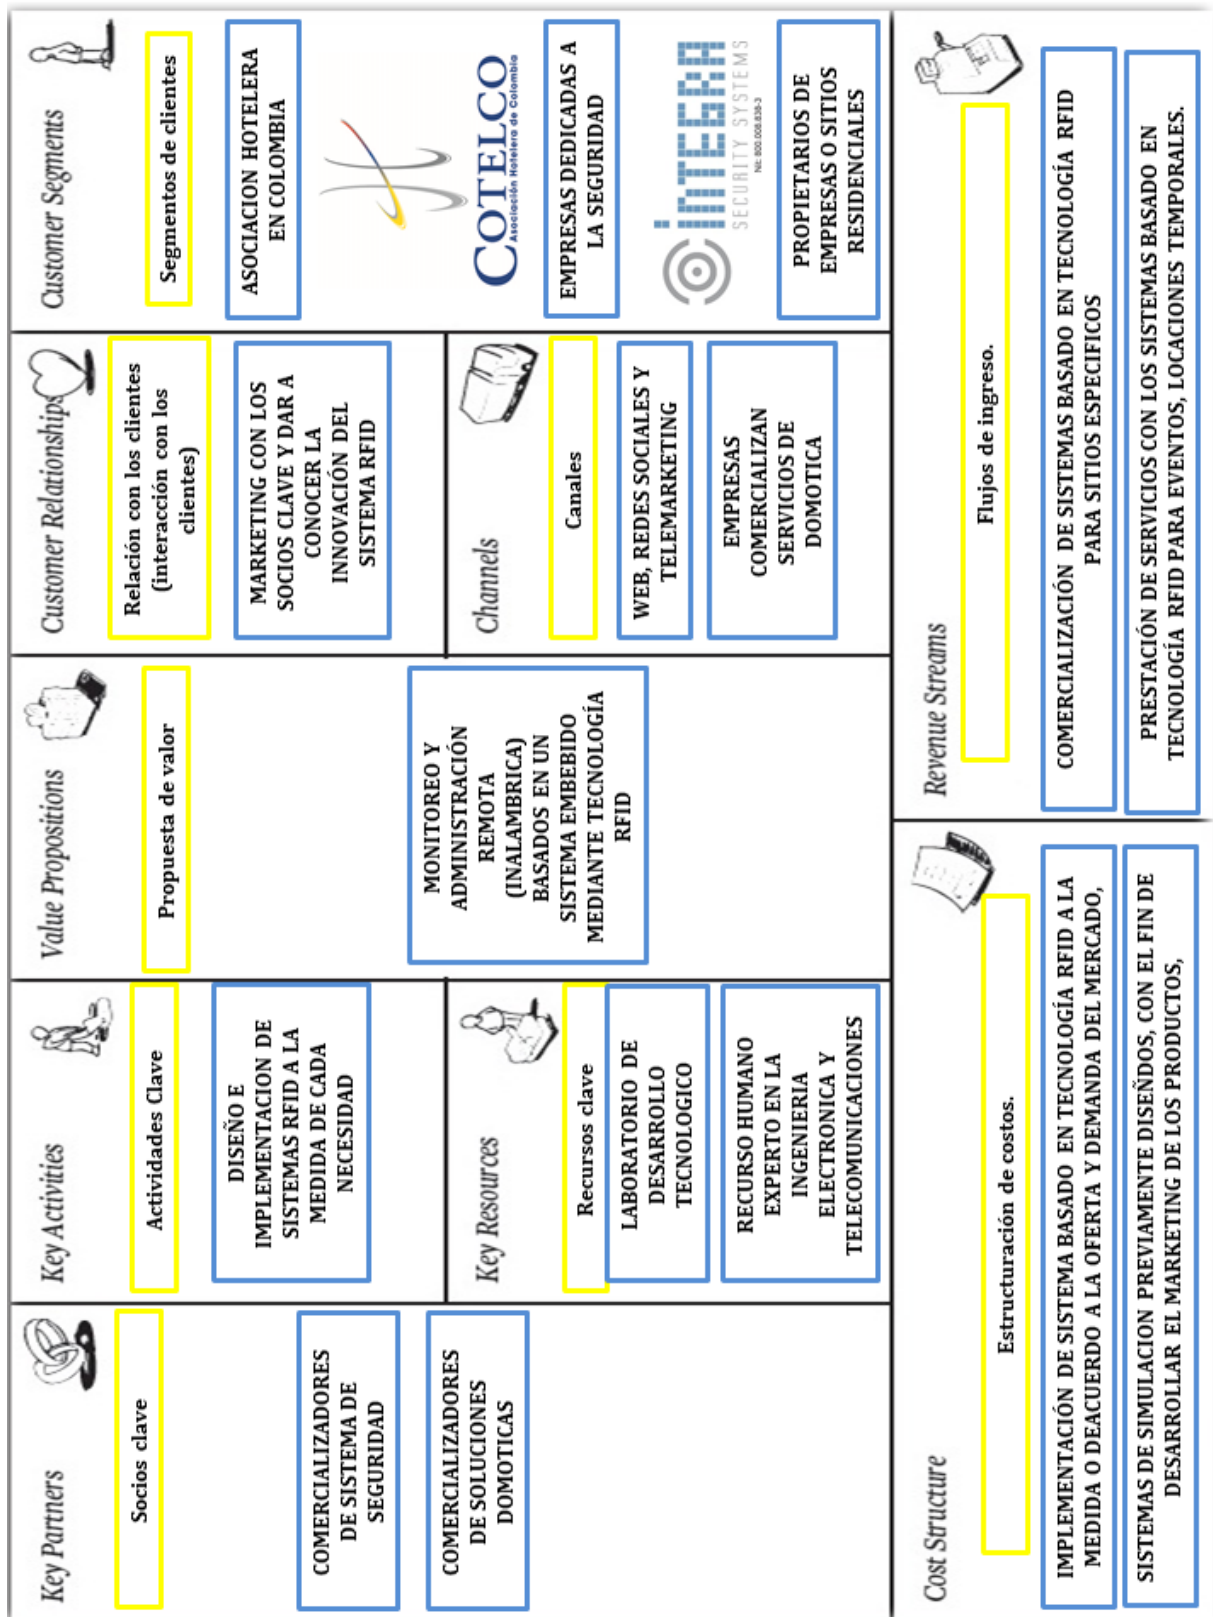 Key Partners
Socios clave
COMERCIALIZADORES
DE SISTEMA DE
SEGURIDAD
COMERCIALIZADORES
DE SOLUCIONES
DOMOTICAS
Key Activities
Actividades Clave
DISEÑO E
IMPLEMENTACION DE
SISTEMAS RFID A LA
MEDIDA DE CADA
NECESIDAD
Key Resources
Recursos clave
LABORATORIO DE
DESARROLLO
TECNOLOGICO
RECURSO HUMANO
EXPERTO EN LA
INGENIERIA
ELECTRONICA Y
TELECOMUNICACIONES
Value Propositions
Propuesta de valor
MONITOREO Y
ADMINISTRACIÓN
REMOTA
(INALAMBRICA)
BASADOS EN UN
SISTEMA EMBEBIDO
MEDIANTE TECNOLOGÍA
RFID
Customer Relationships
Relación con los clientes
(interacción con los
clientes)
MARKETING CON LOS
SOCIOS CLAVE Y DAR A
CONOCER LA
INNOVACIÓN DEL
SISTEMA RFID
Channels
Canales
WEB, REDES SOCIALES Y
TELEMARKETING
EMPRESAS
COMERCIALIZAN
SERVICIOS DE
DOMOTICA
Customer Segments
Segmentos de clientes
ASOCIACION HOTELERA
EN COLOMBIA
COTELCO
Asociación Hotelera de Colombia
EMPRESAS DEDICADAS A
LA SEGURIDAD
inTEGRA
SECURITY SYSTEMS
Nit: 800.008.838-3
PROPIETARIOS DE
EMPRESAS O SITIOS
RESIDENCIALES
Cost Structure
Estructuración de costos.
IMPLEMENTACIÓN DE SISTEMA BASADO EN TECNOLOGÍA RFID A LA
MEDIDA O DEACUERDO A LA OFERTA Y DEMANDA DEL MERCADO,
SISTEMAS DE SIMULACION PREVIAMENTE DISEÑDOS, CON EL FIN DE
DESARROLLAR EL MARKETING DE LOS PRODUCTOS,
Revenue Streams
Flujos de ingreso.
COMERCIALIZACIÓN DE SISTEMAS BASADO EN TECNOLOGÍA RFID
PARA SITIOS ESPECIFICOS
PRESTACIÓN DE SERVICIOS CON LOS SISTEMAS BASADO EN
TECNOLOGÍA RFID PARA EVENTOS, LOCACIONES TEMPORALES.